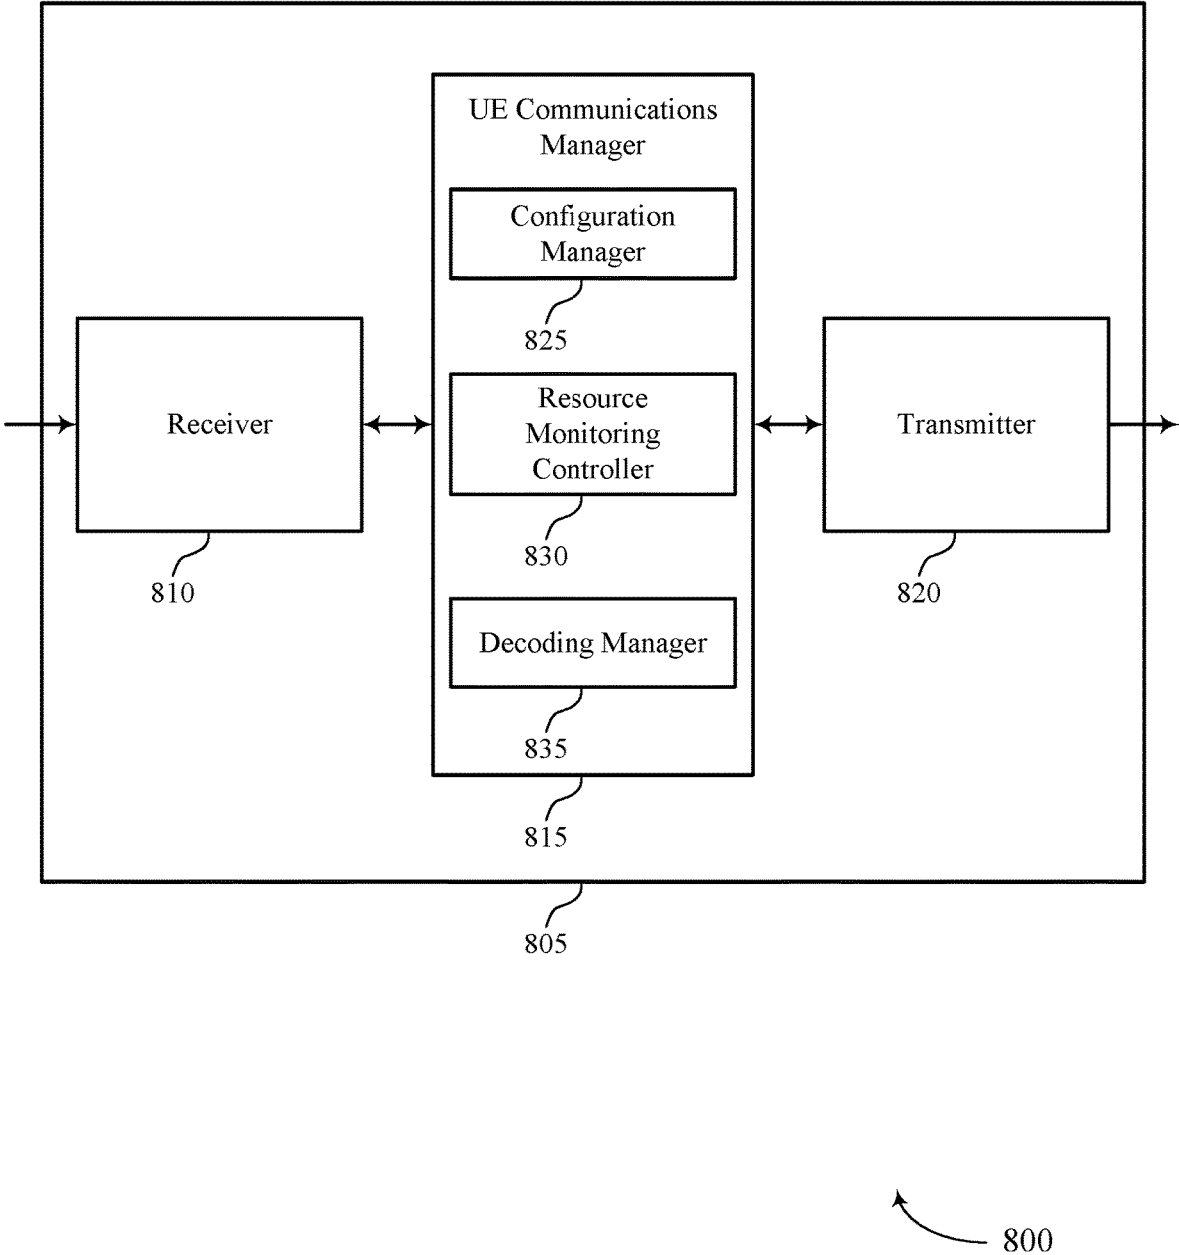 UE Communications
Manager
Configuration
Manager
825
Receiver
810
Resource
Monitoring
Controller
830
Transmitter
820
Decoding Manager
835
815
805
800